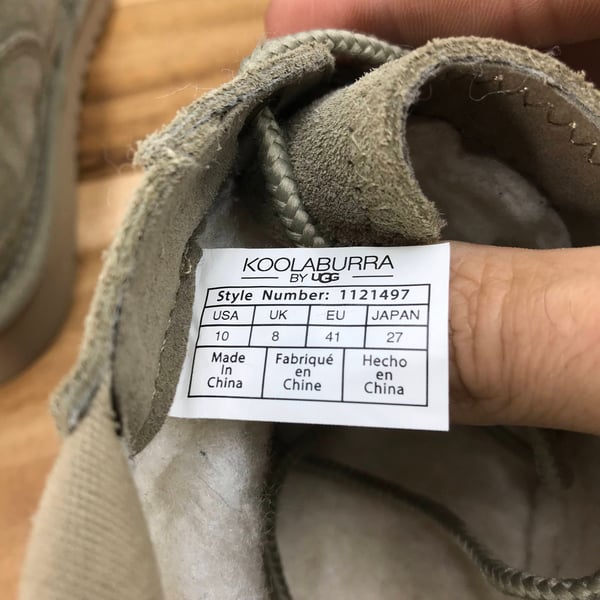 KOOLABURRA
BY UGG
Style Number: 1121497
USA UK EU JAPAN
10 8 41 27
Made in China
Fabriqué en Chine
Hecho en China